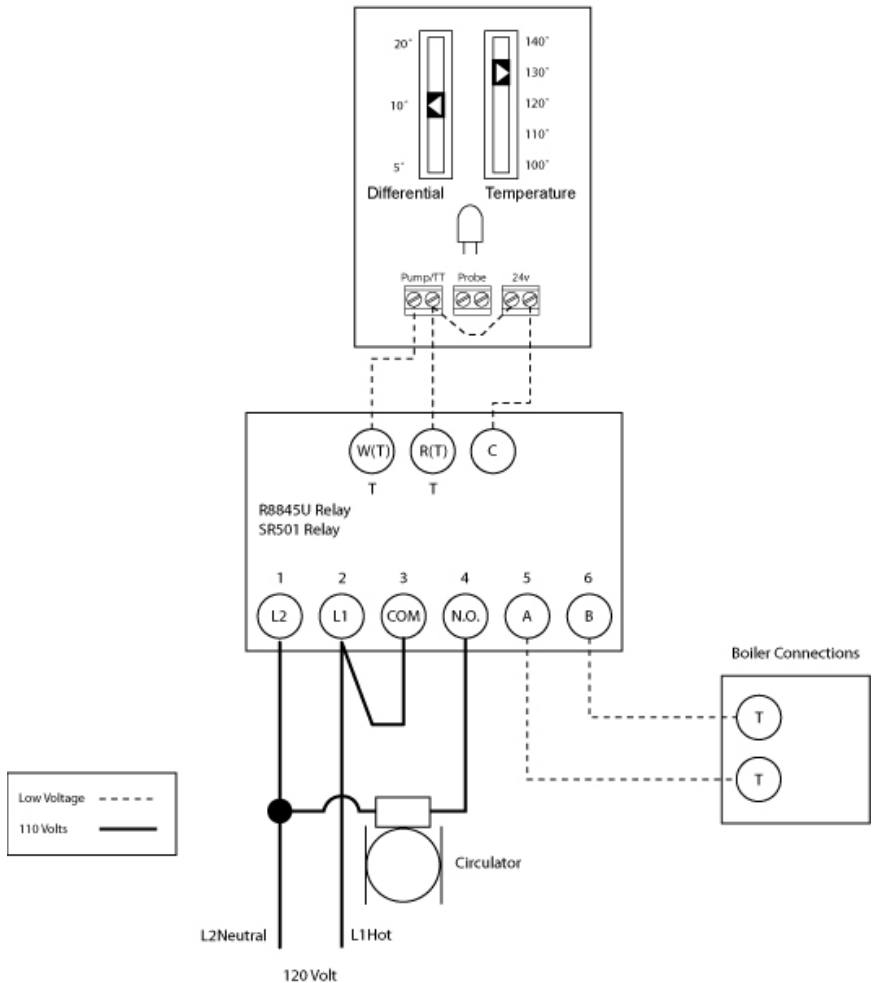 20°
10°
5°
140°
130°
120°
110°
100°
Differential
Temperature
Pump/TT
Probe
24v
W(T)
R(T)
C
T
T
R8845U Relay
SR501 Relay
1
2
3
4
5
6
L2
L1
COM
N.O.
A
B
Boiler Connections
T
T
Low Voltage
110 Volts
Circulator
L2Neutral
L1Hot
120 Volt